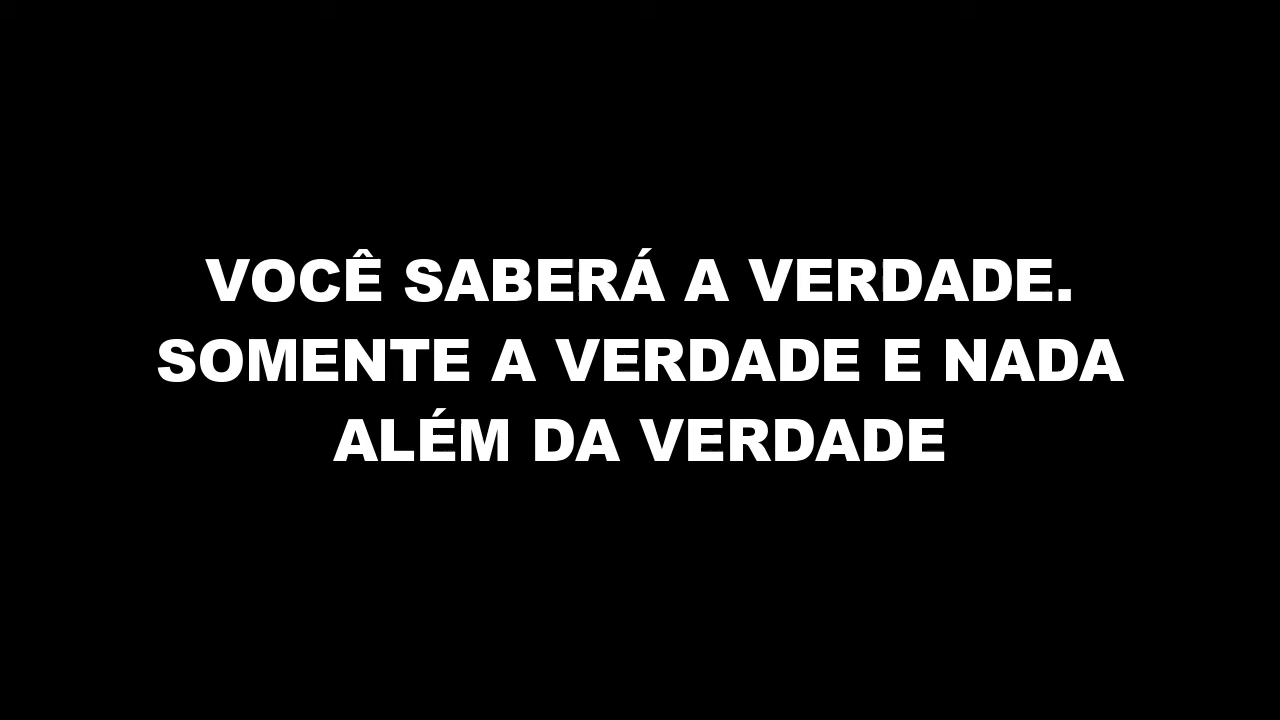 VOCÊ SABERÁ A VERDADE.
SOMENTE A VERDADE E NADA
ALÉM DA VERDADE